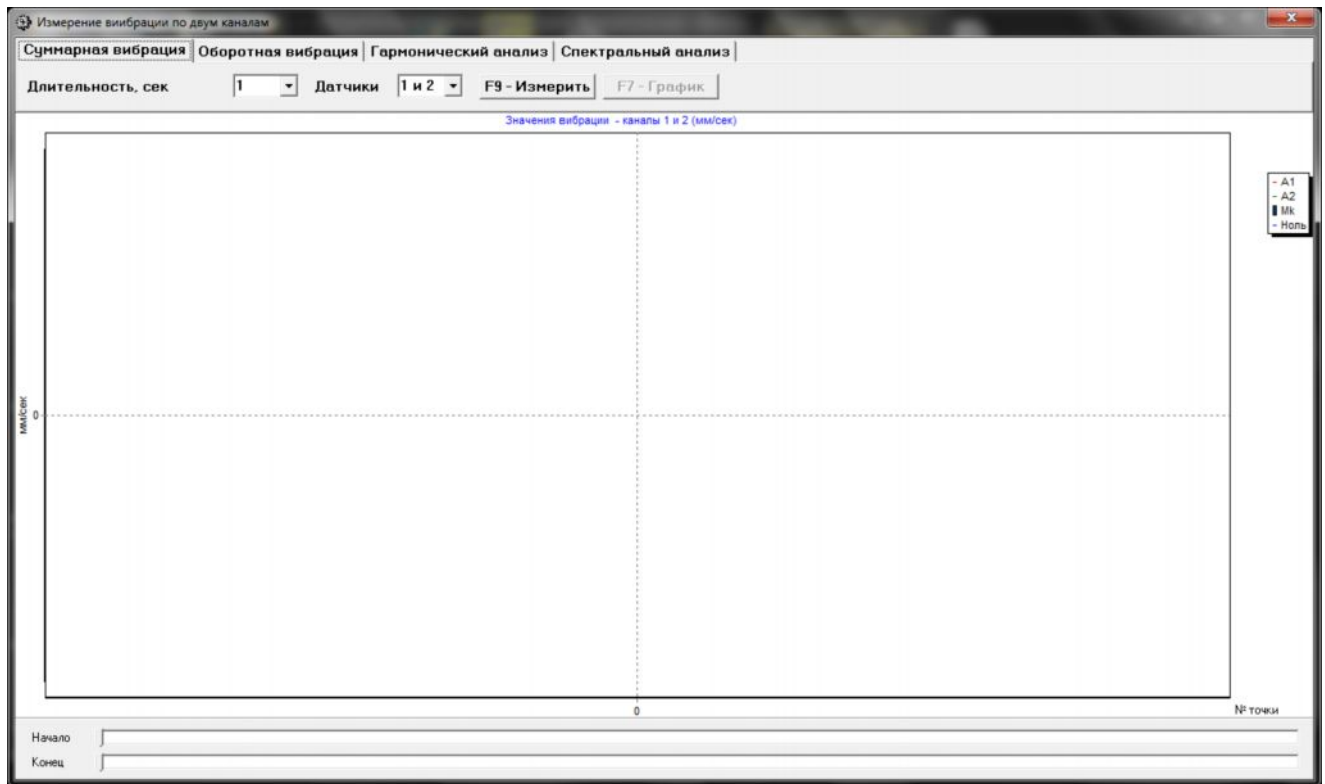 Измерение виибрации по двум каналам
Суммарная вибрация Оборотная вибрация Гармонический анализ Спектральный анализ
Длительность, сек 1 Датчики 1 и 2 F9 - Измерить F7 - График
Значения вибрации - каналы 1 и 2 (мм/сек)
A1
A2
Mk
Ноль
мм/сек
0
0
№ точки
Начало
Конец